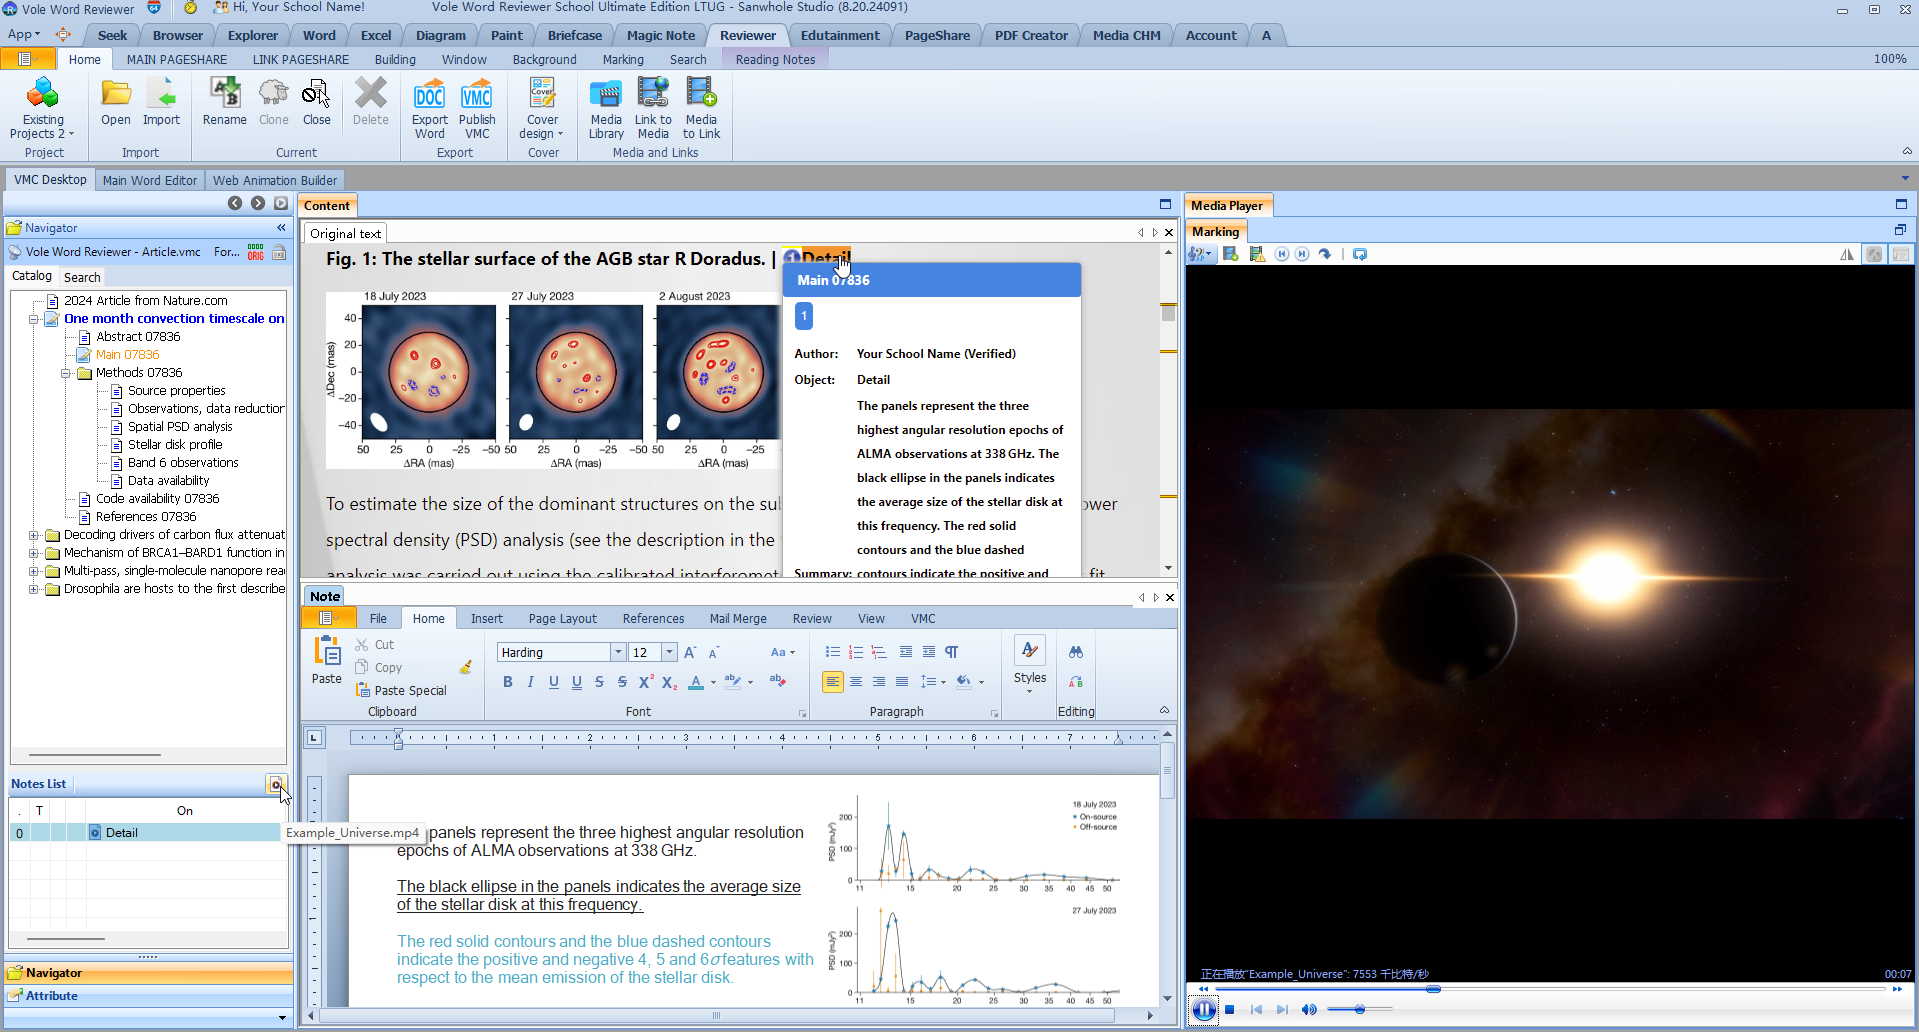 Vole Word Reviewer
Hi, Your School Name!
Vole Word Reviewer School Ultimate Edition LTUG - Sanwhole Studio (8.20.24091)
App
Seek
Browser
Explorer
Word
Excel
Diagram
Paint
Briefcase
Magic Note
Reviewer
Edutainment
PageShare
PDF Creator
Media CHM
Account
A
Home
MAIN PAGESHARE
LINK PAGESHARE
Building
Window
Background
Marking
Search
Reading Notes
100%
Existing
Projects 2
Open
Import
Rename
Clone
Close
Delete
DOC
Export
Word
VMC
Publish
VMC
Cover
design
Media
Library
Link to
Media
Media
to Link
Project
Import
Current
Export
Cover
Media and Links
VMC Desktop
Main Word Editor
Web Animation Builder
Navigator
Vole Word Reviewer - Article.vmc
For...
ORIG
Catalog
Search
2024 Article from Nature.com
One month convection timescale on
Abstract 07836
Main 07836
Methods 07836
Source properties
Observations, data reduction
Spatial PSD analysis
Stellar disk profile
Band 6 observations
Data availability
Code availability 07836
References 07836
Decoding drivers of carbon flux attenuat
Mechanism of BRCA1–BARD1 function in
Multi-pass, single-molecule nanopore rea
Drosophila are hosts to the first describe
Notes List
. T On
0 Detail
Example_Universe.mp4
Navigator
Attribute
Content
Original text
Fig. 1: The stellar surface of the AGB star R Doradus. | 1 Detail
18 July 2023
27 July 2023
2 August 2023
ΔDec (mas)
40
20
0
−20
−40
50 25 0 −25 −50
50 25 0 −25 −50
50 25 0 −25 −50
ΔRA (mas)
ΔRA (mas)
ΔRA (mas)
To estimate the size of the dominant structures on the su
ower
spectral density (PSD) analysis (see the description in the
analysis was carried out using the calibrated interferomet
fit
Main 07836
1
Author: Your School Name (Verified)
Object: Detail
The panels represent the three
highest angular resolution epochs of
ALMA observations at 338 GHz. The
black ellipse in the panels indicates
the average size of the stellar disk at
this frequency. The red solid
contours and the blue dashed
Summary: contours indicate the positive and
Note
File
Home
Insert
Page Layout
References
Mail Merge
Review
View
VMC
Paste
Cut
Copy
Paste Special
Clipboard
Harding
12
Aa
Font
Paragraph
Styles
Editing
1 2 3 4 5 6 7
panels represent the three highest angular resolution
epochs of ALMA observations at 338 GHz.
The black ellipse in the panels indicates the average size
of the stellar disk at this frequency.
The red solid contours and the blue dashed contours
indicate the positive and negative 4, 5 and 6σ features with
respect to the mean emission of the stellar disk.
18 July 2023
On-source
Off-source
PSD (mJy²)
200
100
0
11 15 20 25 30 35 40 45 50
27 July 2023
PSD (mJy²)
200
100
0
11 15 20 25 30 35 40 45 50
Media Player
Marking
正在播放"Example_Universe": 7553 千比特/秒
00:07